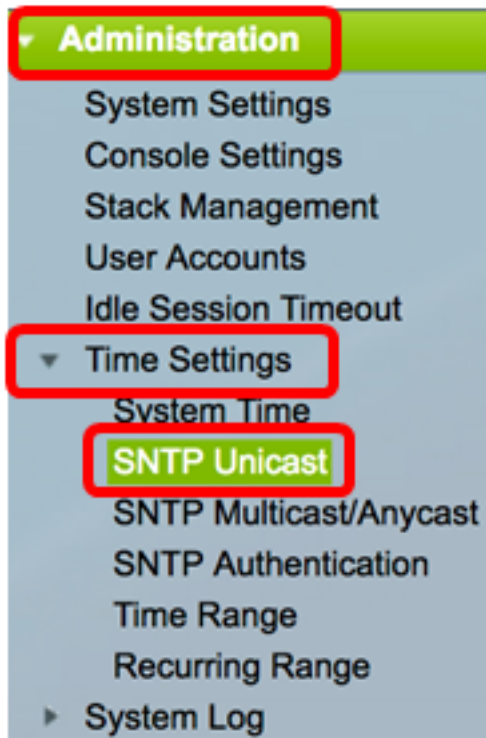 Administration
System Settings
Console Settings
Stack Management
User Accounts
Idle Session Timeout
Time Settings
System Time
SNTP Unicast
SNTP Multicast/Anycast
SNTP Authentication
Time Range
Recurring Range
System Log